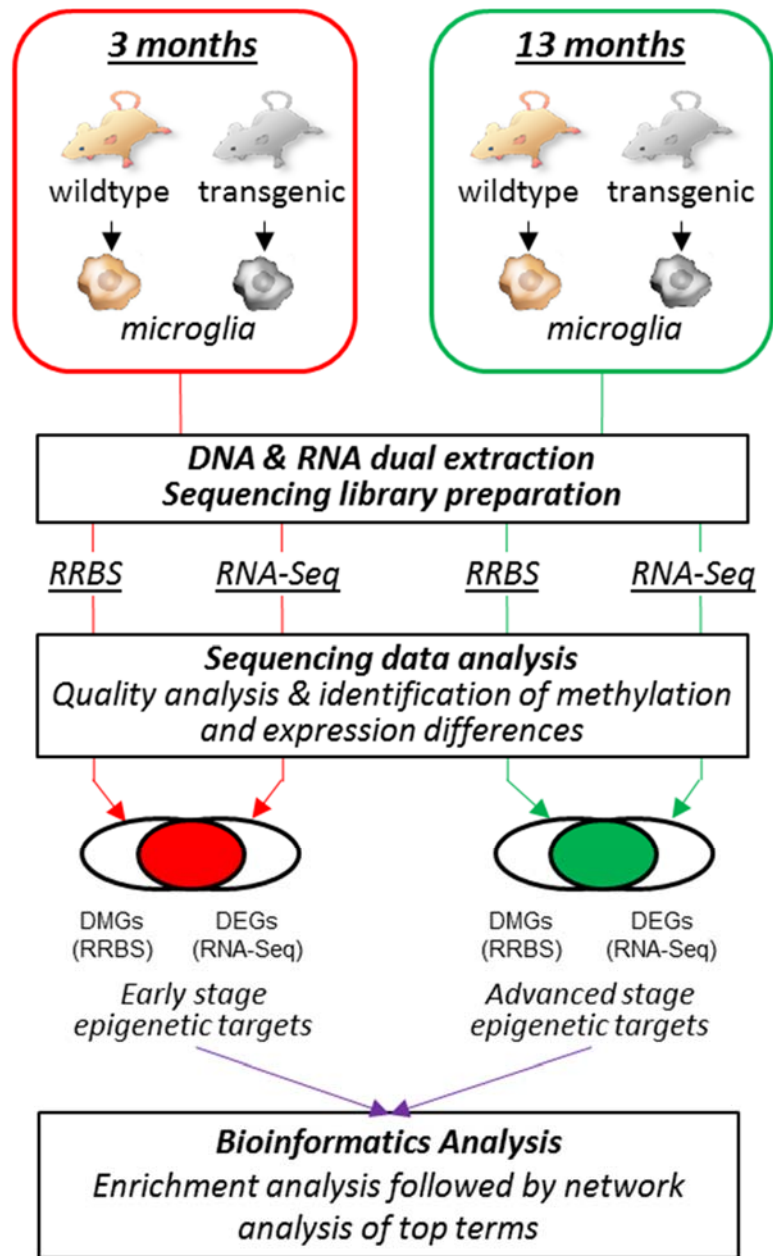 3 months
13 months
wildtype transgenic
wildtype transgenic
microglia
microglia
DNA & RNA dual extraction
Sequencing library preparation
RRBS RNA-Seq RRBS RNA-Seq
Sequencing data analysis
Quality analysis & identification of methylation
and expression differences
DMGs DEGs
(RRBS) (RNA-Seq)
DMGs DEGs
(RRBS) (RNA-Seq)
Early stage
epigenetic targets
Advanced stage
epigenetic targets
Bioinformatics Analysis
Enrichment analysis followed by network
analysis of top terms